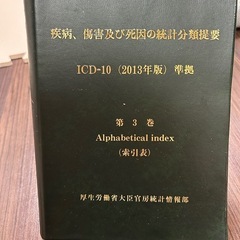 疾病、傷害及び死因の統計分類提要
ICD-10 (2013年版) 準拠
第 3 巻
Alphabetical index
(索引表)
厚生労働省大臣官房統計情報部